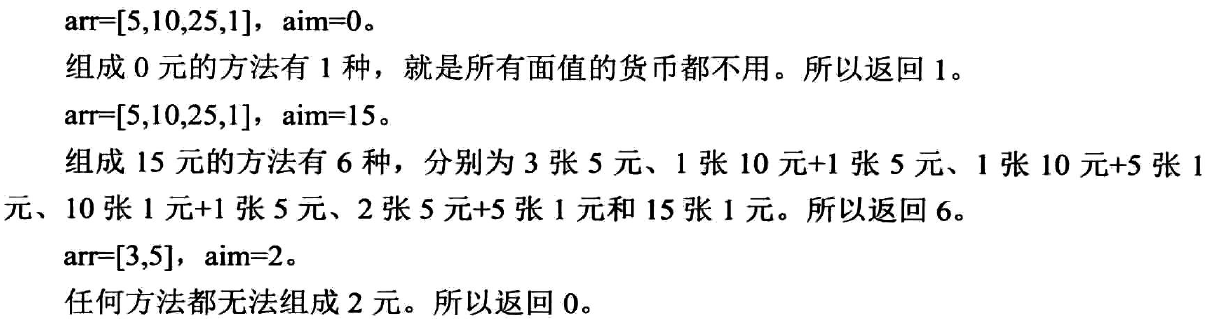 arr=[5,10,25,1]，aim=0。
组成 0 元的方法有 1 种，就是所有面值的货币都不用。所以返回 1。
arr=[5,10,25,1]，aim=15。
组成 15 元的方法有 6 种，分别为 3 张 5 元、1 张 10 元+1 张 5 元、1 张 10 元+5 张 1
元、10 张 1 元+1 张 5 元、2 张 5 元+5 张 1 元和 15 张 1 元。所以返回 6。
arr=[3,5]，aim=2。
任何方法都无法组成 2 元。所以返回 0。